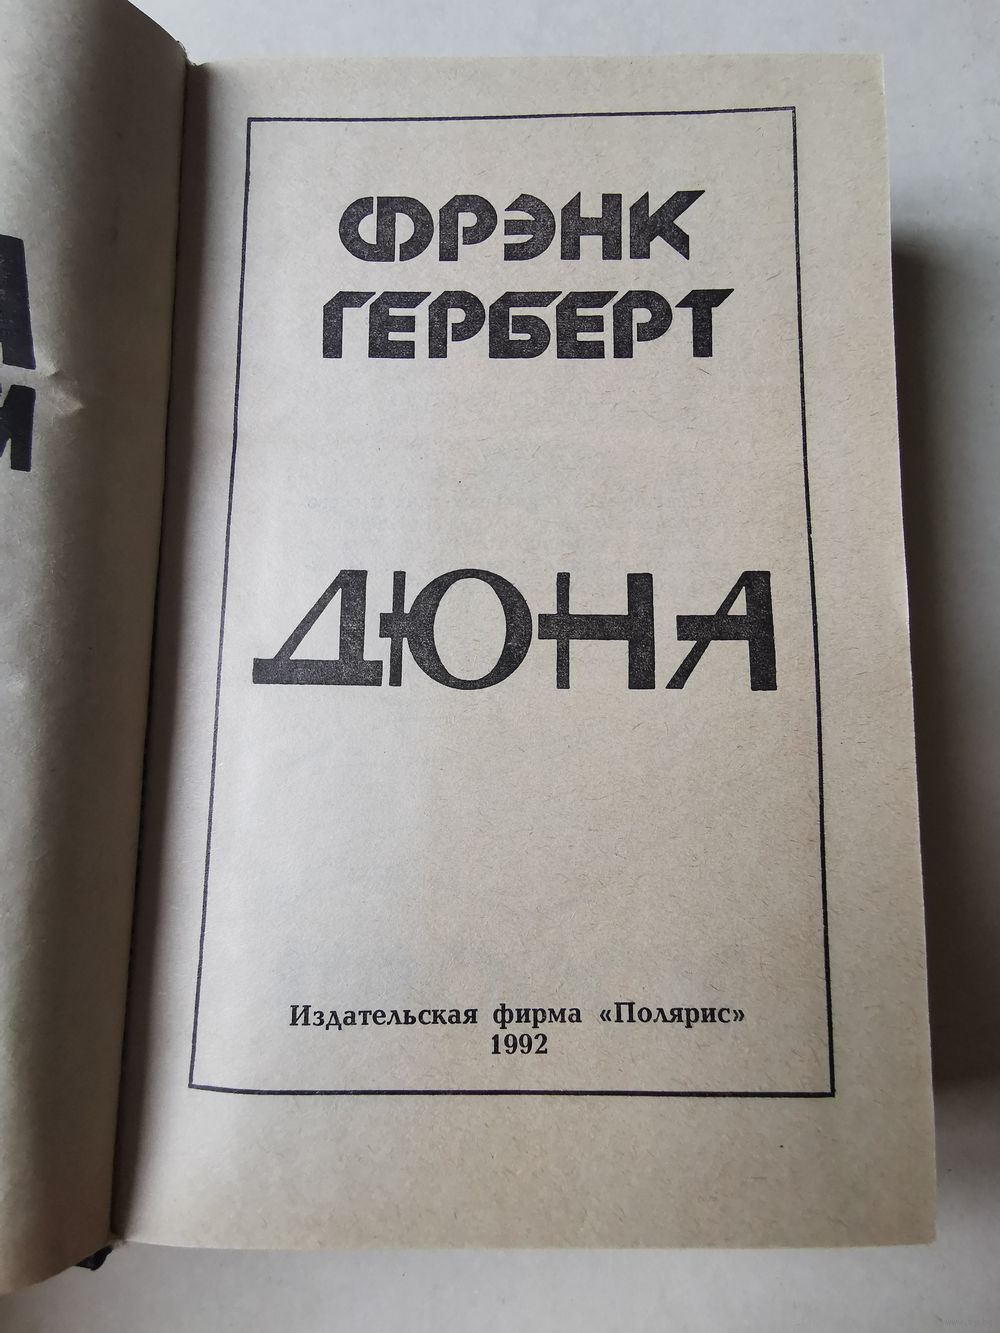 ФРЭНК
ГЕРБЕРТ
ДЮНА
Издательская фирма «Полярис»
1992